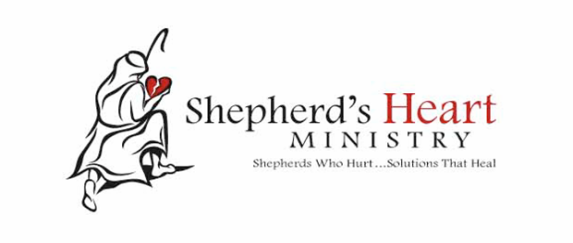 Shepherd's Heart
MINISTRY
Shepherds Who Hurt...Solutions That Heal